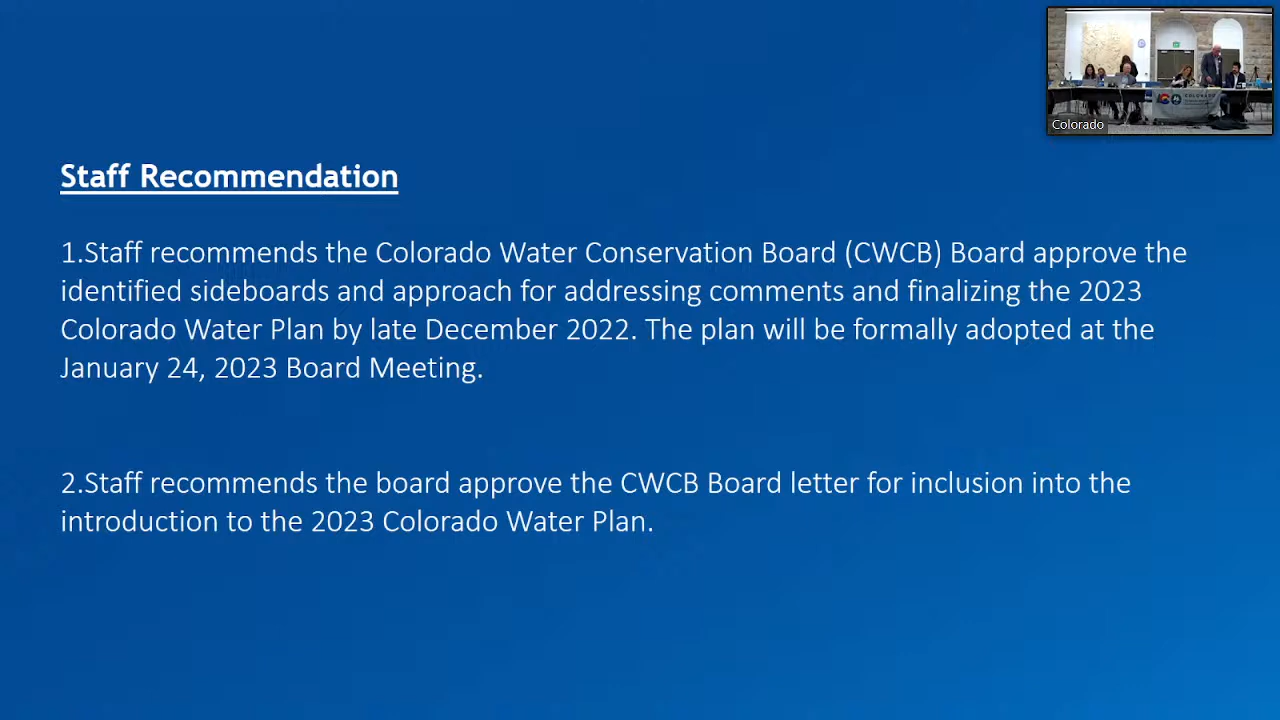 Colorado
COLORADO
Staff Recommendation
1.Staff recommends the Colorado Water Conservation Board (CWCB) Board approve the
identified sideboards and approach for addressing comments and finalizing the 2023
Colorado Water Plan by late December 2022. The plan will be formally adopted at the
January 24, 2023 Board Meeting.
2.Staff recommends the board approve the CWCB Board letter for inclusion into the
introduction to the 2023 Colorado Water Plan.